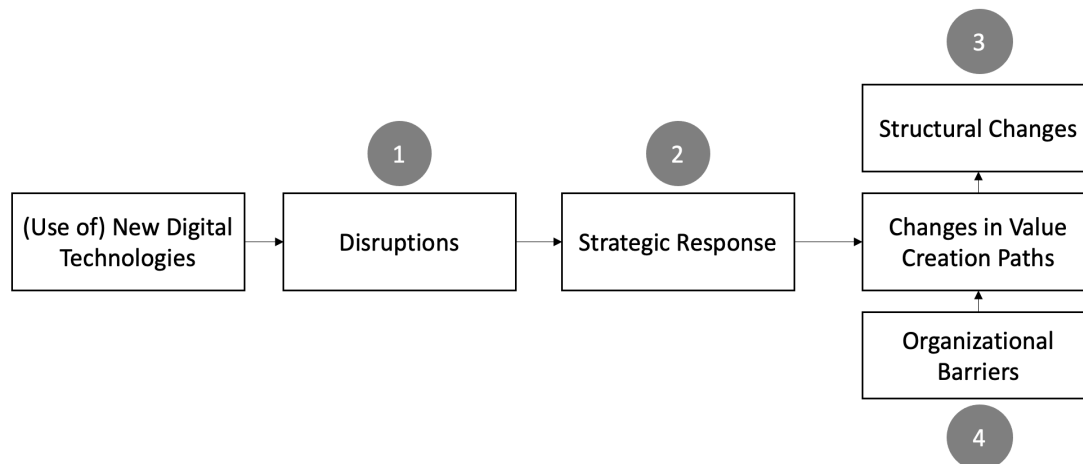 3
Structural Changes
1
2
(Use of) New Digital
Technologies
Disruptions
Strategic Response
Changes in Value
Creation Paths
Organizational
Barriers
4